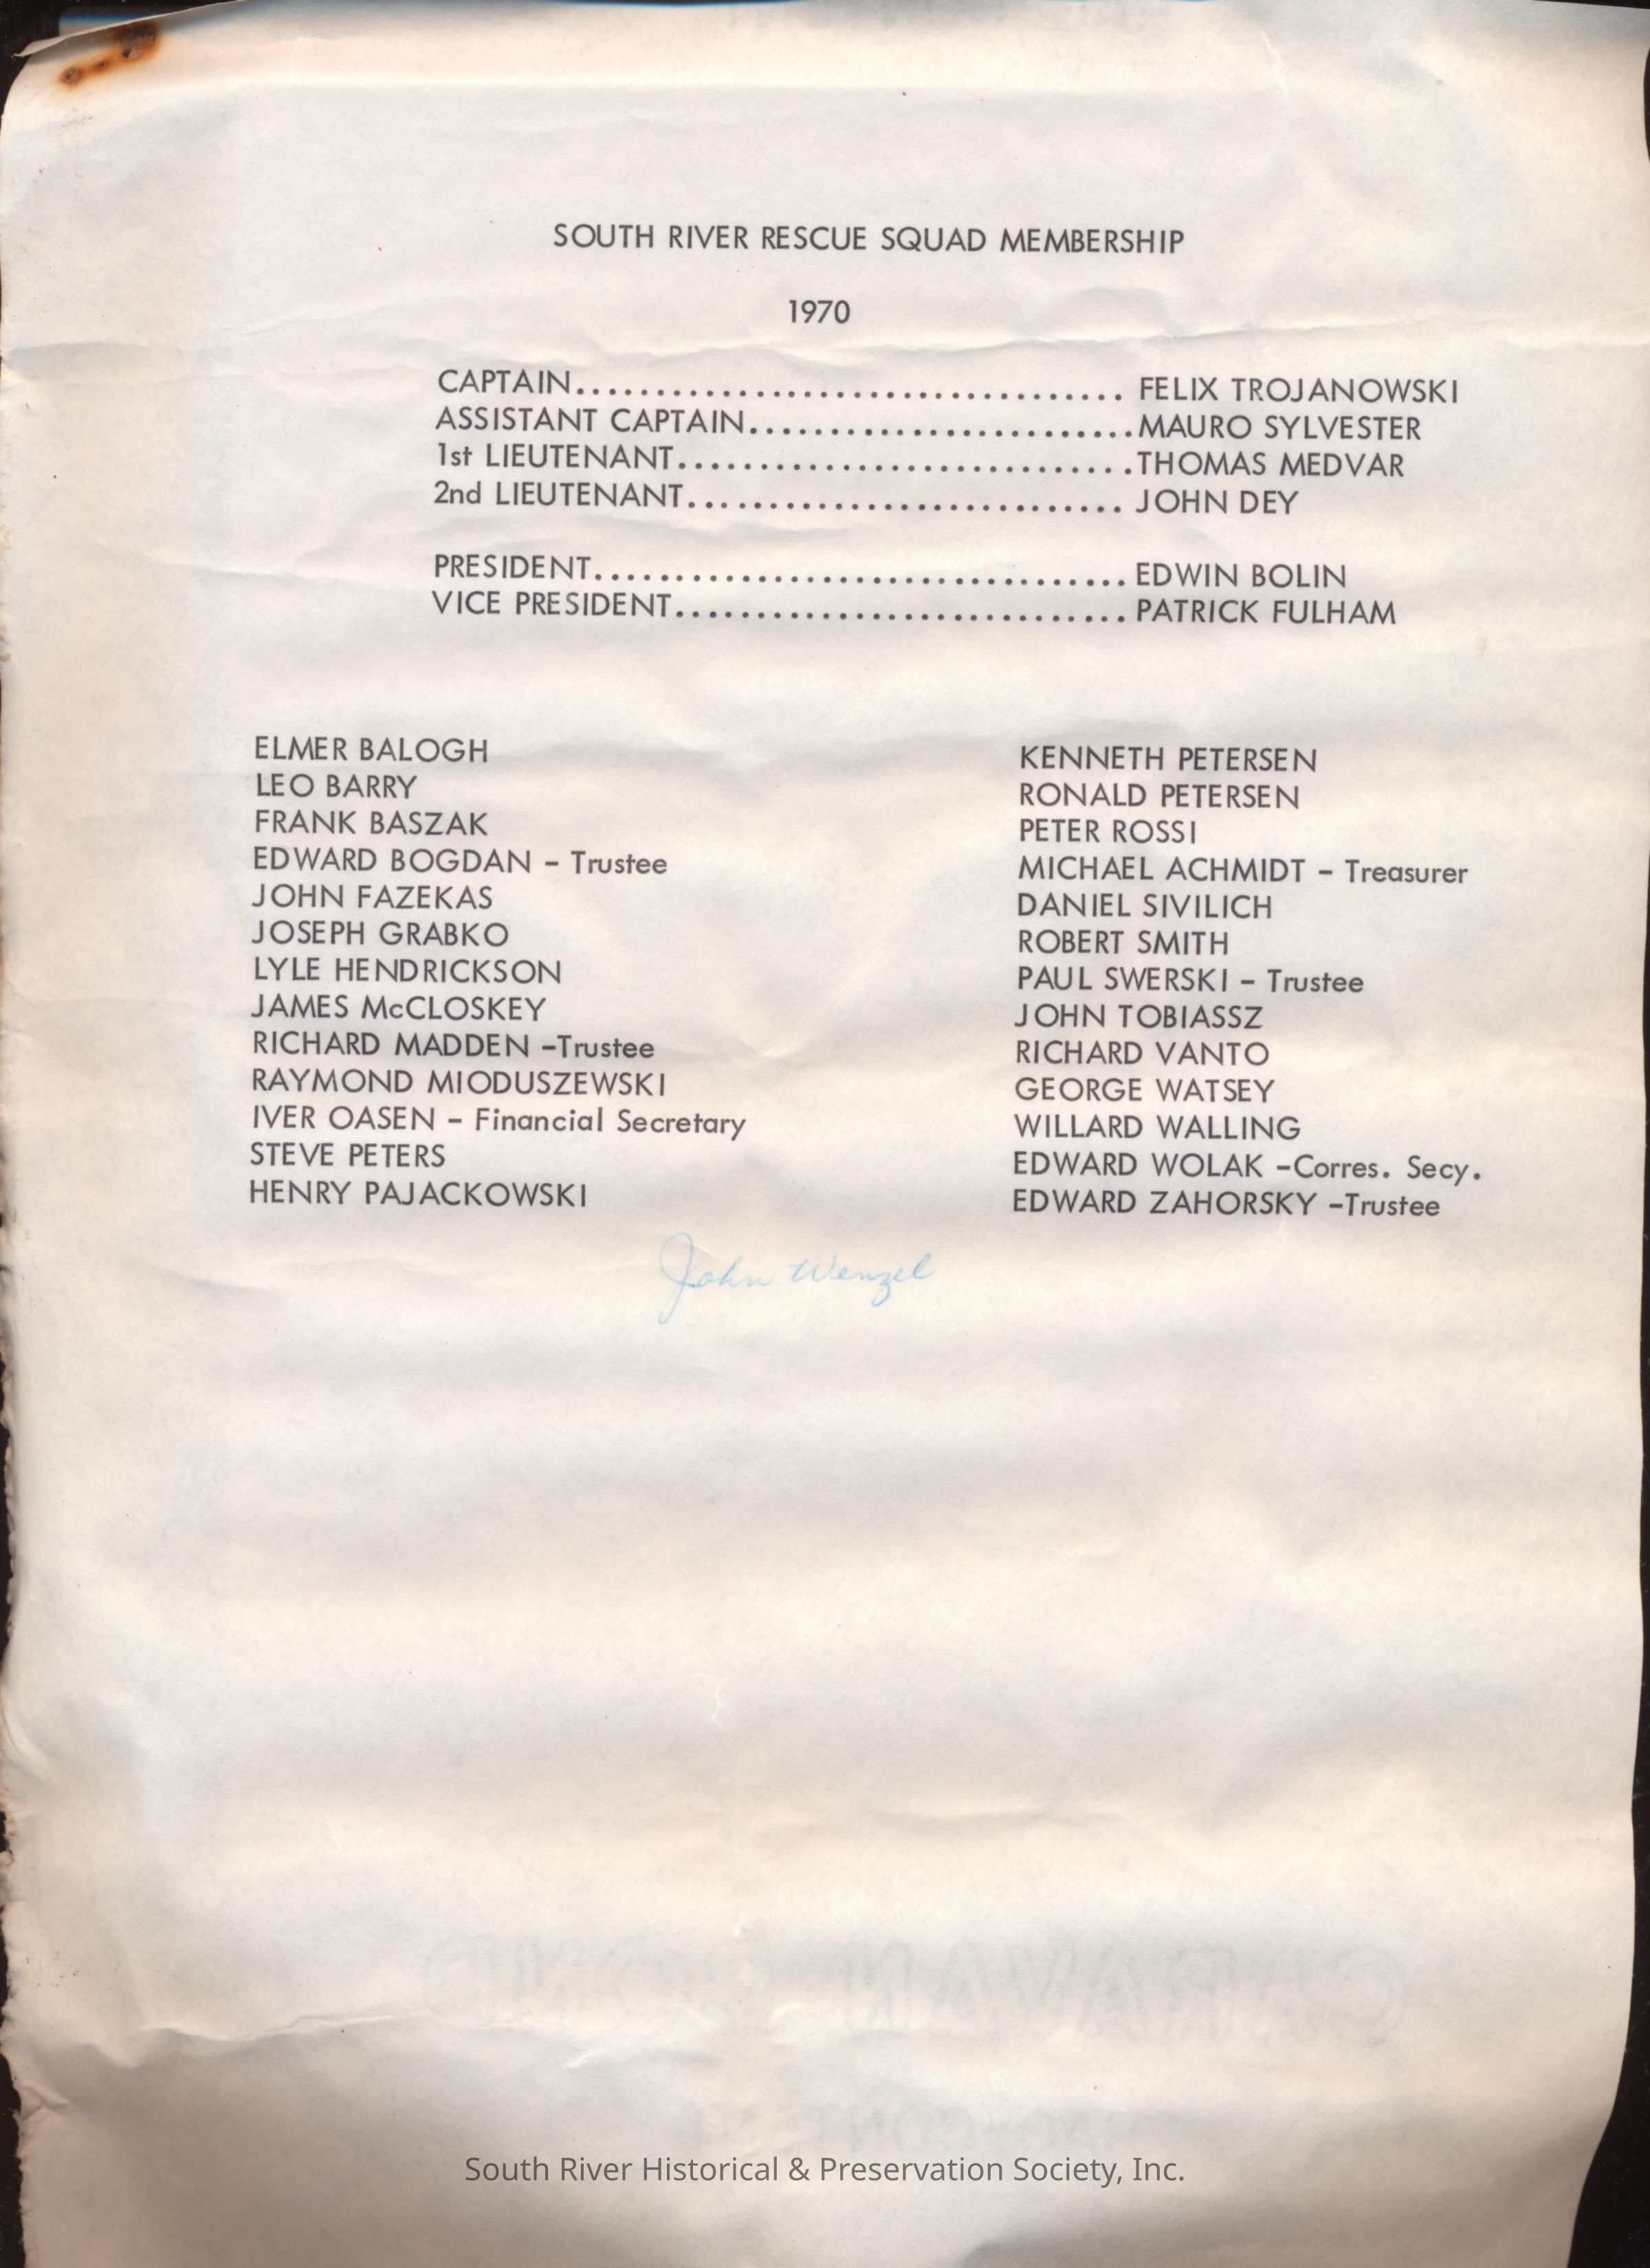 SOUTH RIVER RESCUE SQUAD MEMBERSHIP
1970
CAPTAIN................................... FELIX TROJANOWSKI
ASSISTANT CAPTAIN.........................MAURO SYLVESTER
1st LIEUTENANT.............................THOMAS MEDVAR
2nd LIEUTENANT............................ JOHN DEY
PRESIDENT.................................. EDWIN BOLIN
VICE PRESIDENT............................. PATRICK FULHAM
ELMER BALOGH
LEO BARRY
FRANK BASZAK
EDWARD BOGDAN - Trustee
JOHN FAZEKAS
JOSEPH GRABKO
LYLE HENDRICKSON
JAMES McCLOSKEY
RICHARD MADDEN -Trustee
RAYMOND MIODUSZEWSKI
IVER OASEN - Financial Secretary
STEVE PETERS
HENRY PAJACKOWSKI
KENNETH PETERSEN
RONALD PETERSEN
PETER ROSSI
MICHAEL ACHMIDT - Treasurer
DANIEL SIVILICH
ROBERT SMITH
PAUL SWERSKI - Trustee
JOHN TOBIASSZ
RICHARD VANTO
GEORGE WATSEY
WILLARD WALLING
EDWARD WOLAK -Corres. Secy.
EDWARD ZAHORSKY -Trustee
John Wenzel
South River Historical & Preservation Society, Inc.